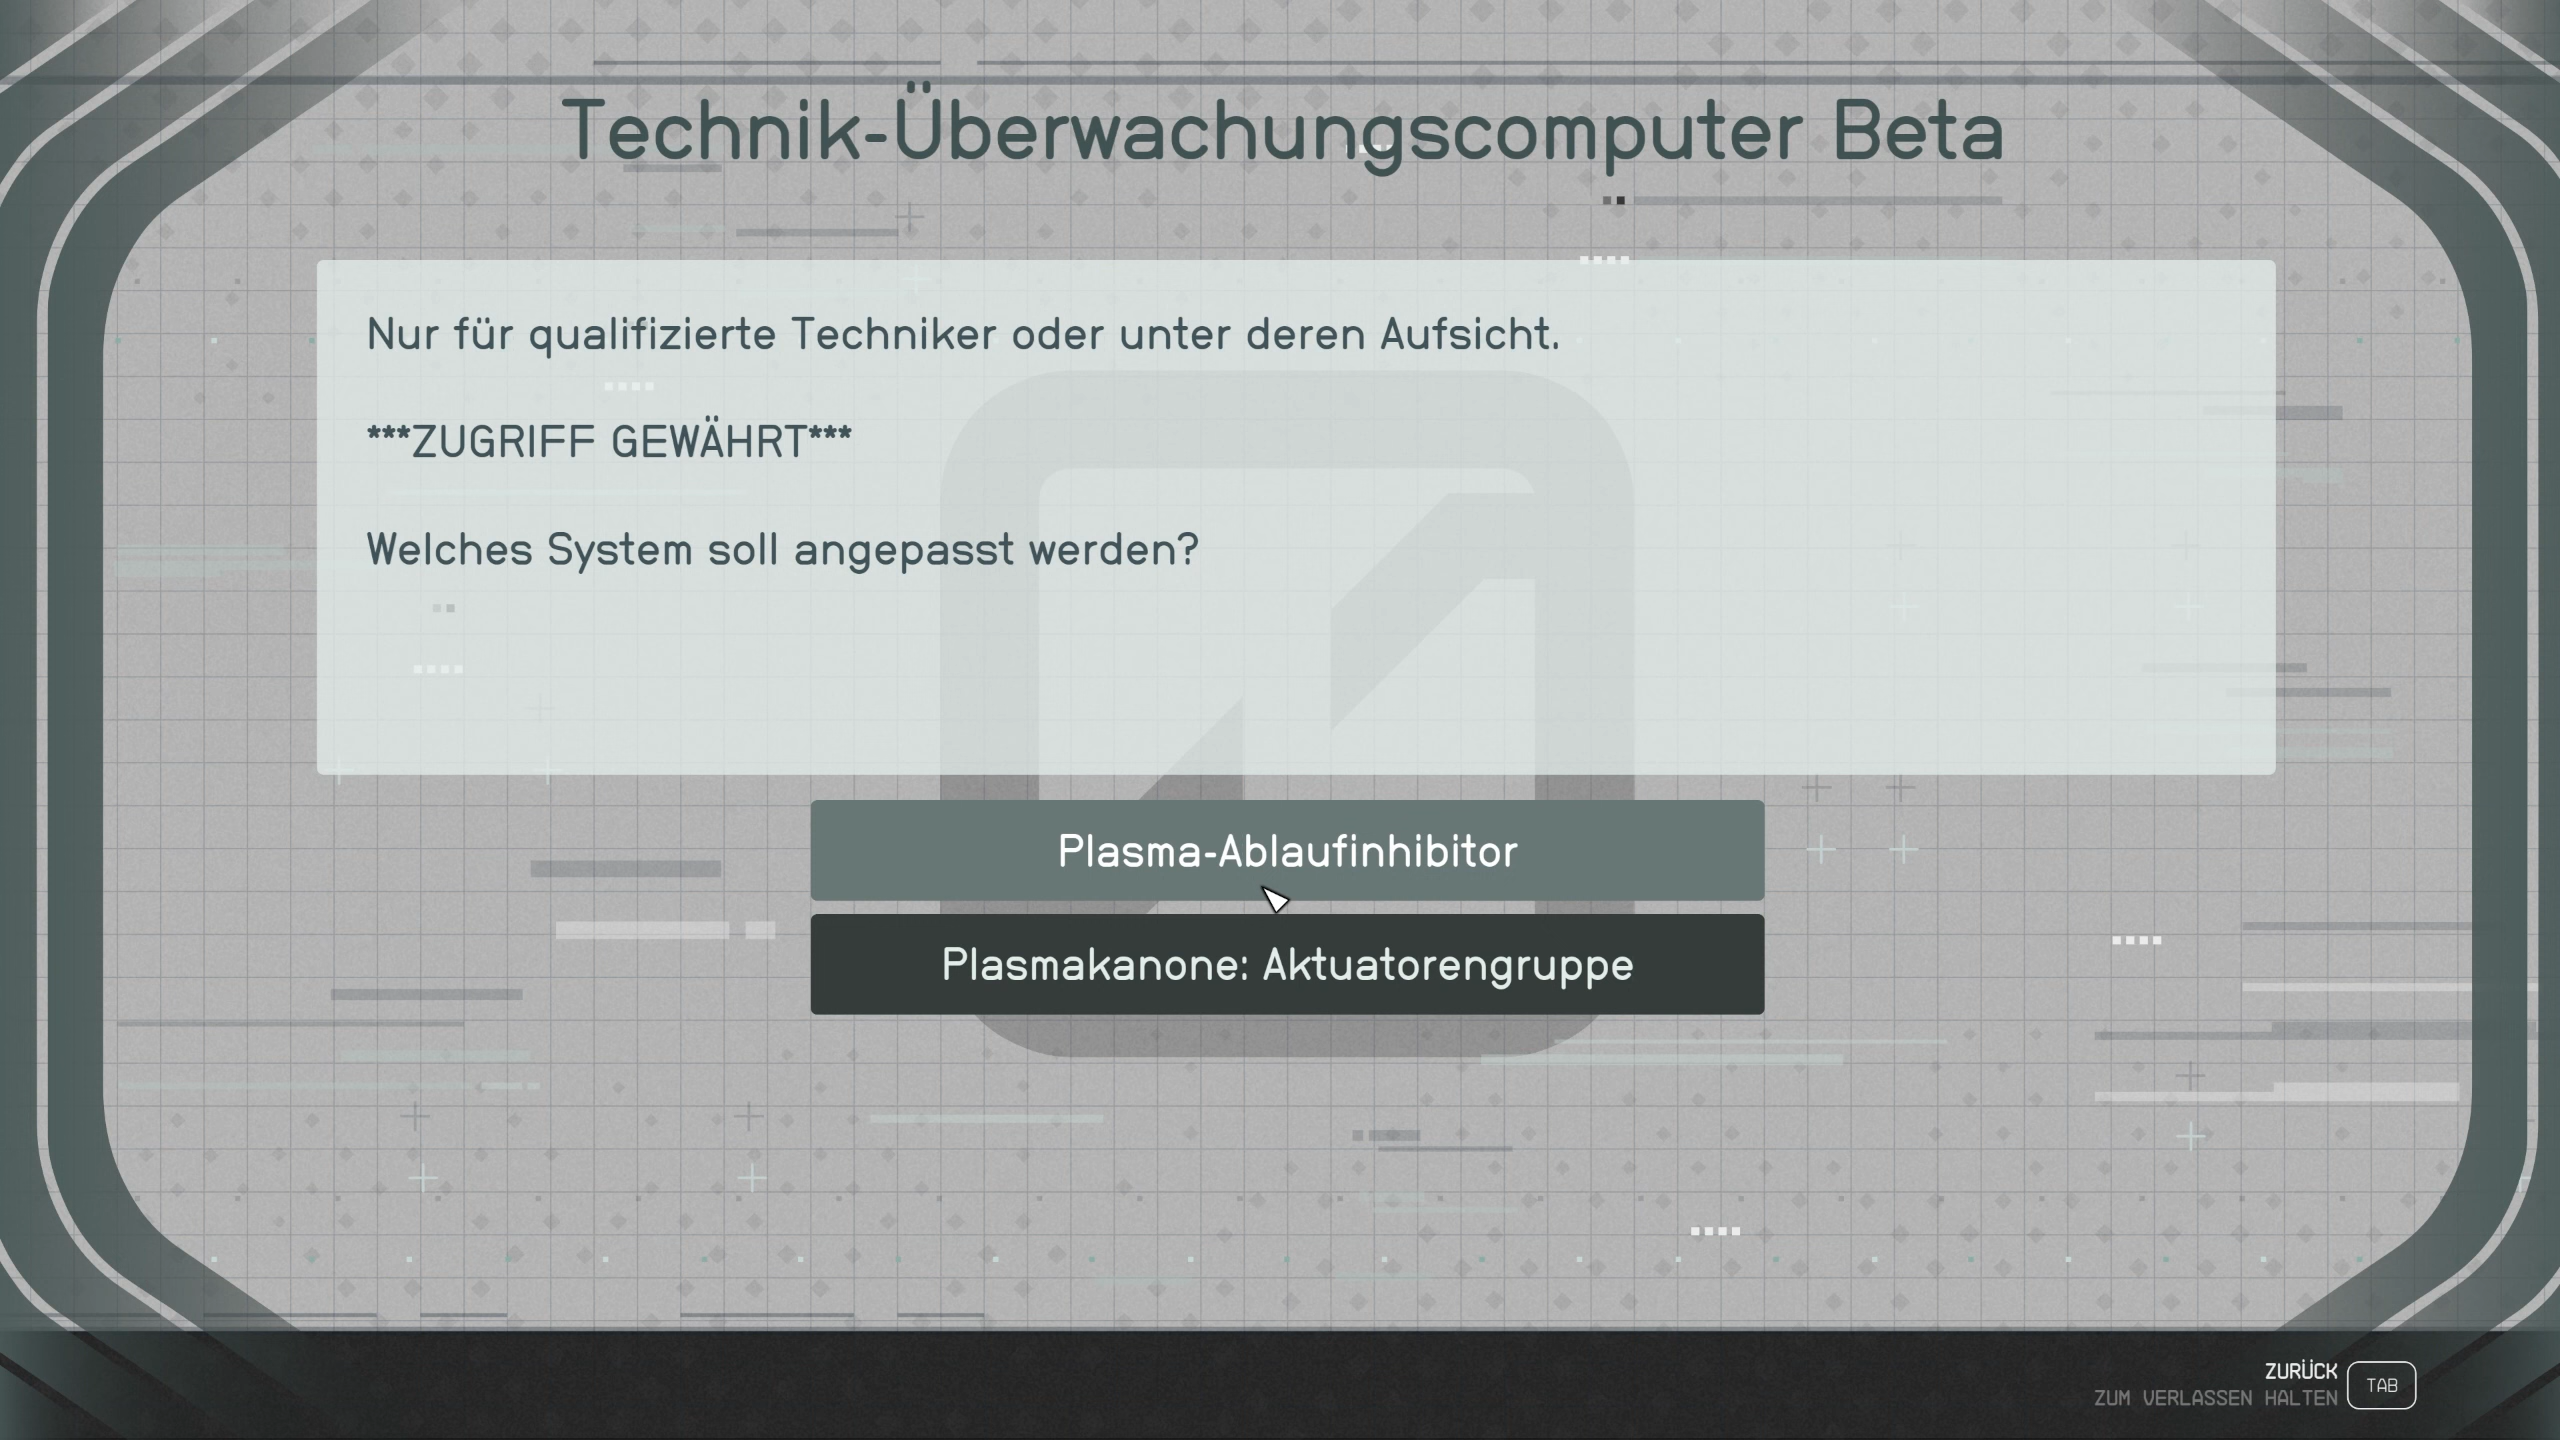 Technik-Überwachungscomputer Beta
Nur für qualifizierte Techniker oder unter deren Aufsicht.
***ZUGRIFF GEWÄHRT***
Welches System soll angepasst werden?
Plasma-Ablaufinhibitor
Plasmakanone: Aktuatorengruppe
ZURÜCK
ZUM VERLASSEN HALTEN
TAB